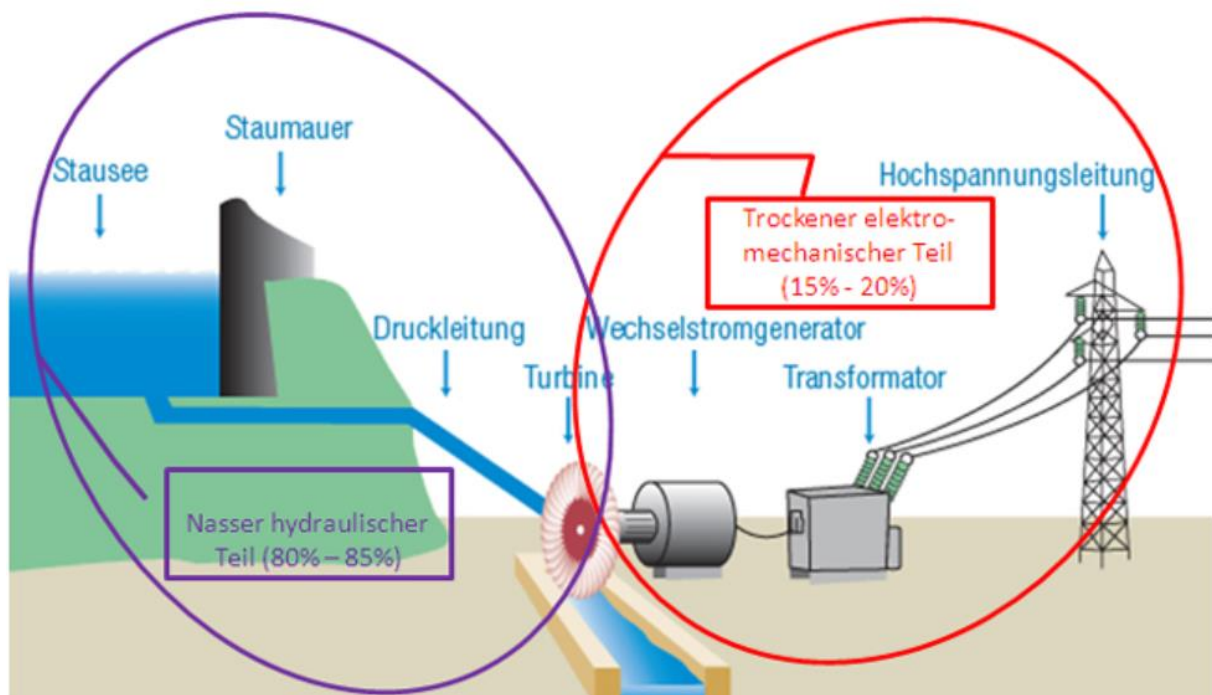 Staumauer
Stausee
Hochspannungsleitung
Trockener elektro-
mechanischer Teil
(15% - 20%)
Druckleitung
Wechselstromgenerator
Turbine
Transformator
Nasser hydraulischer
Teil (80% – 85%)